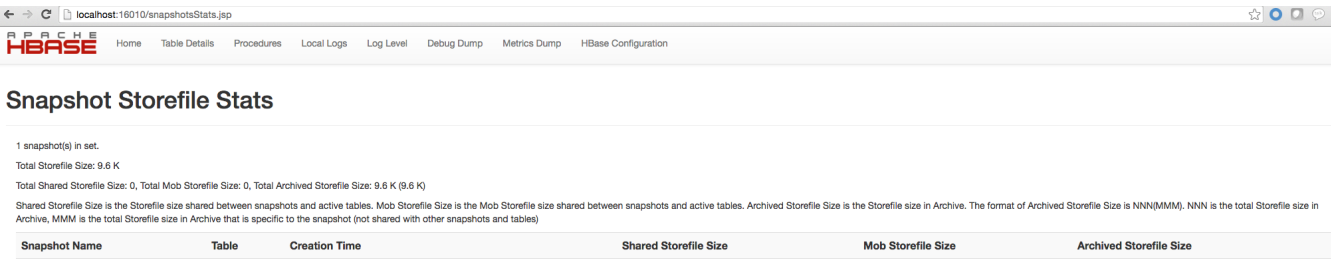 localhost:16010/snapshotsStats.jsp
APACHE
HBASE
Home Table Details Procedures Local Logs Log Level Debug Dump Metrics Dump HBase Configuration
Snapshot Storefile Stats
1 snapshot(s) in set.
Total Storefile Size: 9.6 K
Total Shared Storefile Size: 0, Total Mob Storefile Size: 0, Total Archived Storefile Size: 9.6 K (9.6 K)
Shared Storefile Size is the Storefile size shared between snapshots and active tables. Mob Storefile Size is the Mob Storefile size shared between snapshots and active tables. Archived Storefile Size is the Storefile size in Archive. The format of Archived Storefile Size is NNN(MMM). NNN is the total Storefile size in
Archive, MMM is the total Storefile size in Archive that is specific to the snapshot (not shared with other snapshots and tables)
Snapshot Name Table Creation Time Shared Storefile Size Mob Storefile Size Archived Storefile Size